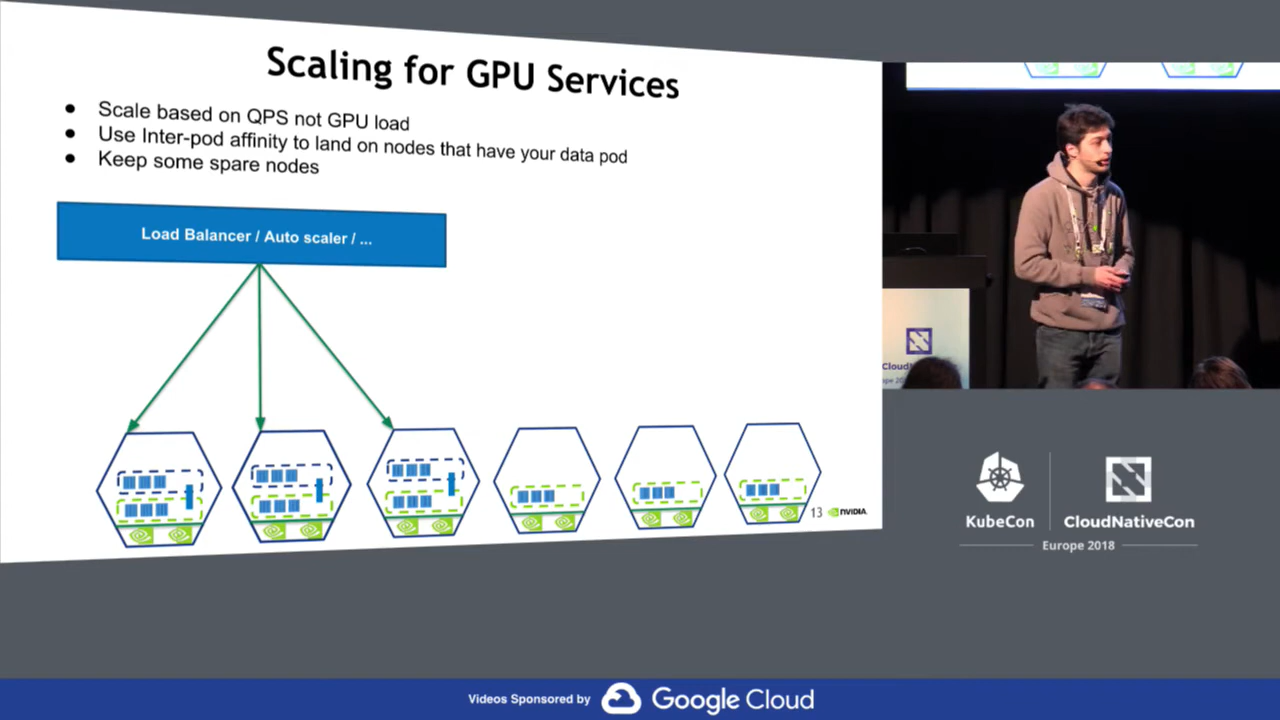 Scaling for GPU Services
● Scale based on QPS not GPU load
● Use Inter-pod affinity to land on nodes that have your data pod
● Keep some spare nodes
Load Balancer / Auto scaler / ...
13 NVIDIA
KubeCon
CloudNativeCon
Europe 2018
Videos Sponsored by Google Cloud